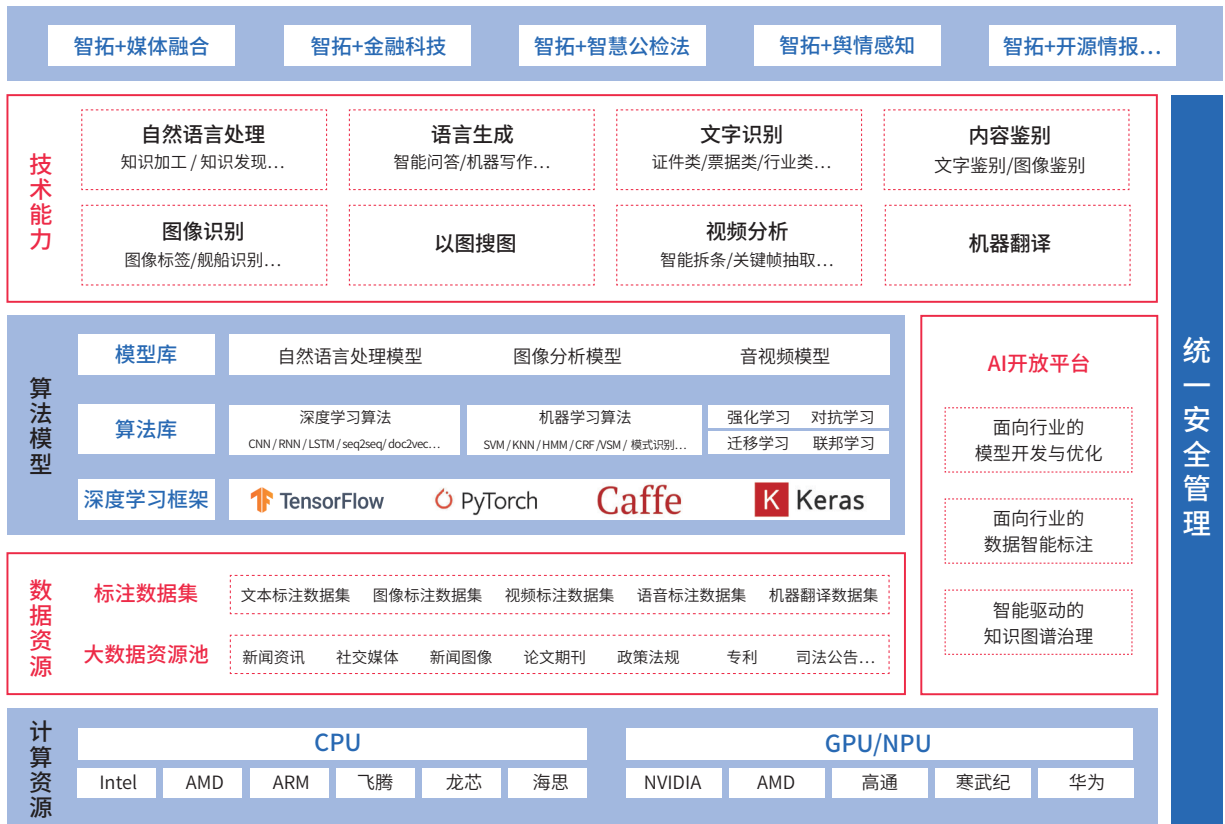 智拓+媒体融合
智拓+金融科技
智拓+智慧公检法
智拓+舆情感知
智拓+开源情报…
技术能力
自然语言处理
知识加工 / 知识发现…
语言生成
智能问答/机器写作…
文字识别
证件类/票据类/行业类…
内容鉴别
文字鉴别/图像鉴别
图像识别
图像标签/舰船识别…
以图搜图
视频分析
智能拆条/关键帧抽取…
机器翻译
算法模型
模型库
自然语言处理模型
图像分析模型
音视频模型
算法库
深度学习算法
CNN / RNN / LSTM / seq2seq/ doc2vec…
机器学习算法
SVM / KNN / HMM / CRF /VSM / 模式识别…
强化学习
对抗学习
迁移学习
联邦学习
深度学习框架
TensorFlow
PyTorch
Caffe
K Keras
AI开放平台
面向行业的
模型开发与优化
面向行业的
数据智能标注
智能驱动的
知识图谱治理
统一安全管理
数据资源
标注数据集
文本标注数据集
图像标注数据集
视频标注数据集
语音标注数据集
机器翻译数据集
大数据资源池
新闻资讯
社交媒体
新闻图像
论文期刊
政策法规
专利
司法公告…
计算资源
CPU
Intel
AMD
ARM
飞腾
龙芯
海思
GPU/NPU
NVIDIA
AMD
高通
寒武纪
华为